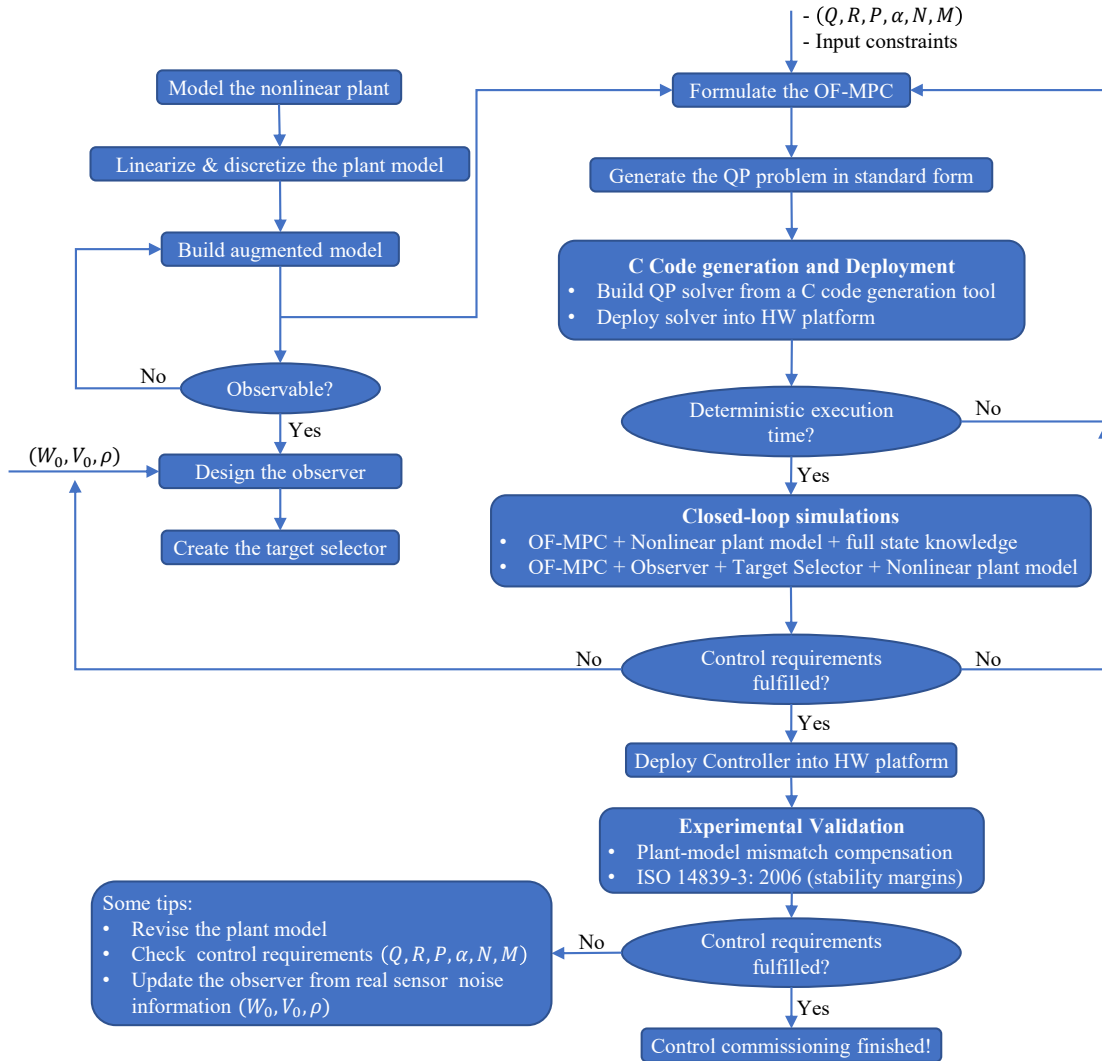 - (Q, R, P, α, N, M)
- Input constraints
Model the nonlinear plant
Formulate the OF-MPC
Linearize & discretize the plant model
Generate the QP problem in standard form
Build augmented model
C Code generation and Deployment
• Build QP solver from a C code generation tool
• Deploy solver into HW platform
No
Observable?
Yes
Deterministic execution
time?
No
Yes
(W₀, V₀, ρ)
Design the observer
Create the target selector
Closed-loop simulations
• OF-MPC + Nonlinear plant model + full state knowledge
• OF-MPC + Observer + Target Selector + Nonlinear plant model
No
Control requirements
fulfilled?
No
Yes
Deploy Controller into HW platform
Experimental Validation
• Plant-model mismatch compensation
• ISO 14839-3: 2006 (stability margins)
Some tips:
• Revise the plant model
• Check control requirements (Q, R, P, α, N, M)
• Update the observer from real sensor noise
information (W₀, V₀, ρ)
No
Control requirements
fulfilled?
Yes
Control commissioning finished!